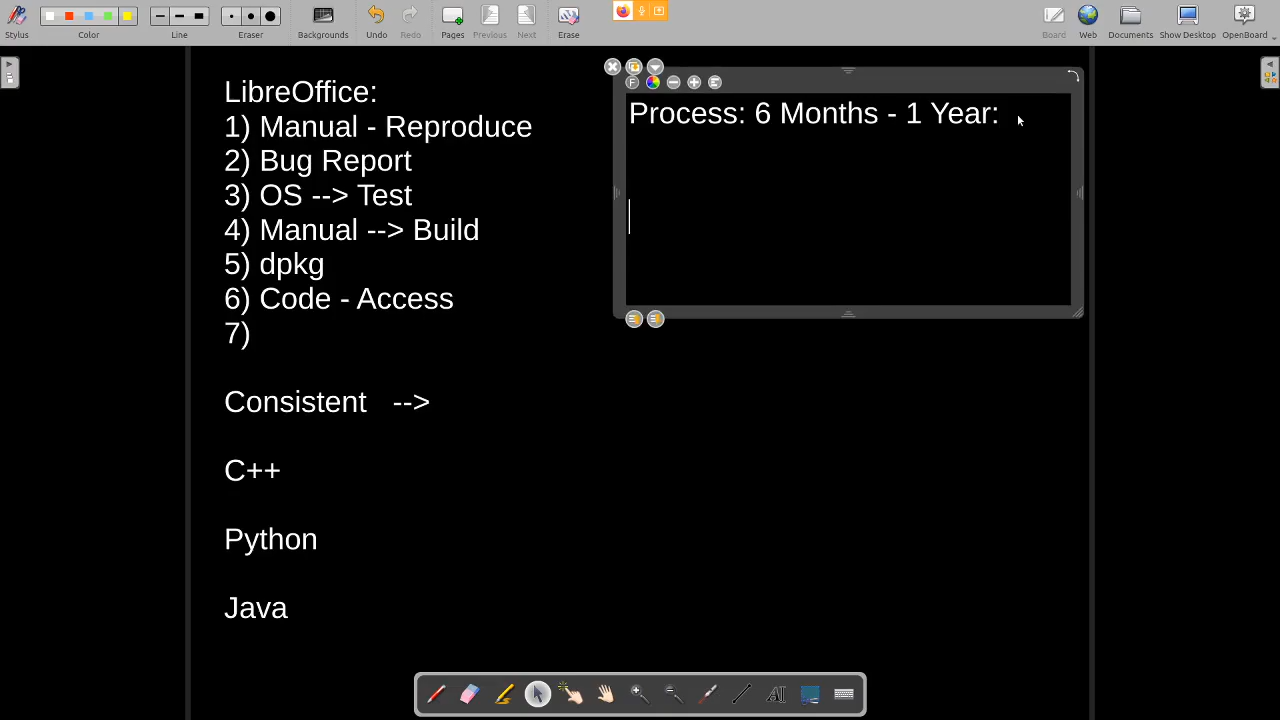 Stylus
Color
Line
Eraser
Backgrounds
Undo
Redo
Pages
Previous
Next
Erase
Board
Web
Documents
Show Desktop
OpenBoard
LibreOffice:
1) Manual - Reproduce
2) Bug Report
3) OS --> Test
4) Manual --> Build
5) dpkg
6) Code - Access
7)
Consistent -->
C++
Python
Java
Process: 6 Months - 1 Year: